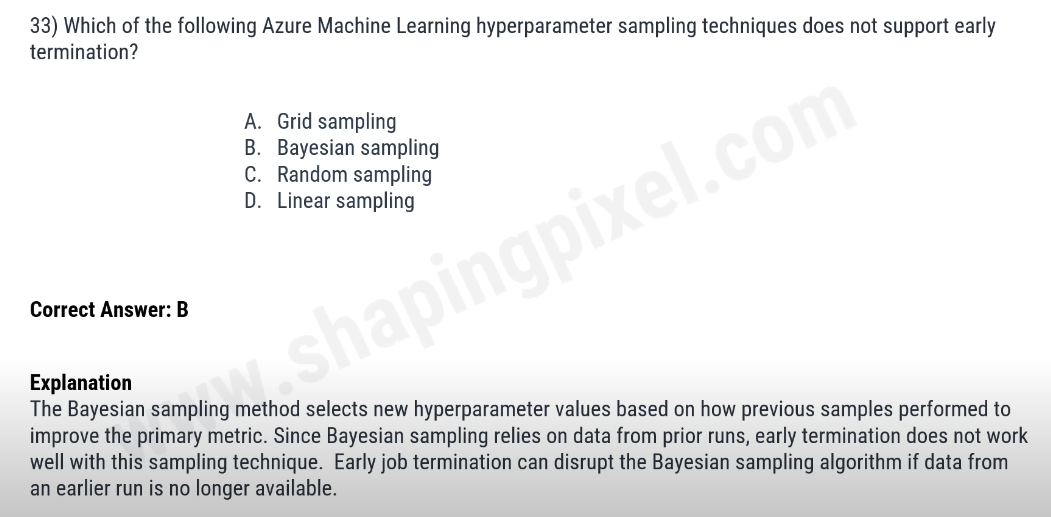 33) Which of the following Azure Machine Learning hyperparameter sampling techniques does not support early
termination?
A. Grid sampling
B. Bayesian sampling
C. Random sampling
D. Linear sampling
www.shapingpixel.com
Correct Answer: B
Explanation
The Bayesian sampling method selects new hyperparameter values based on how previous samples performed to
improve the primary metric. Since Bayesian sampling relies on data from prior runs, early termination does not work
well with this sampling technique. Early job termination can disrupt the Bayesian sampling algorithm if data from
an earlier run is no longer available.